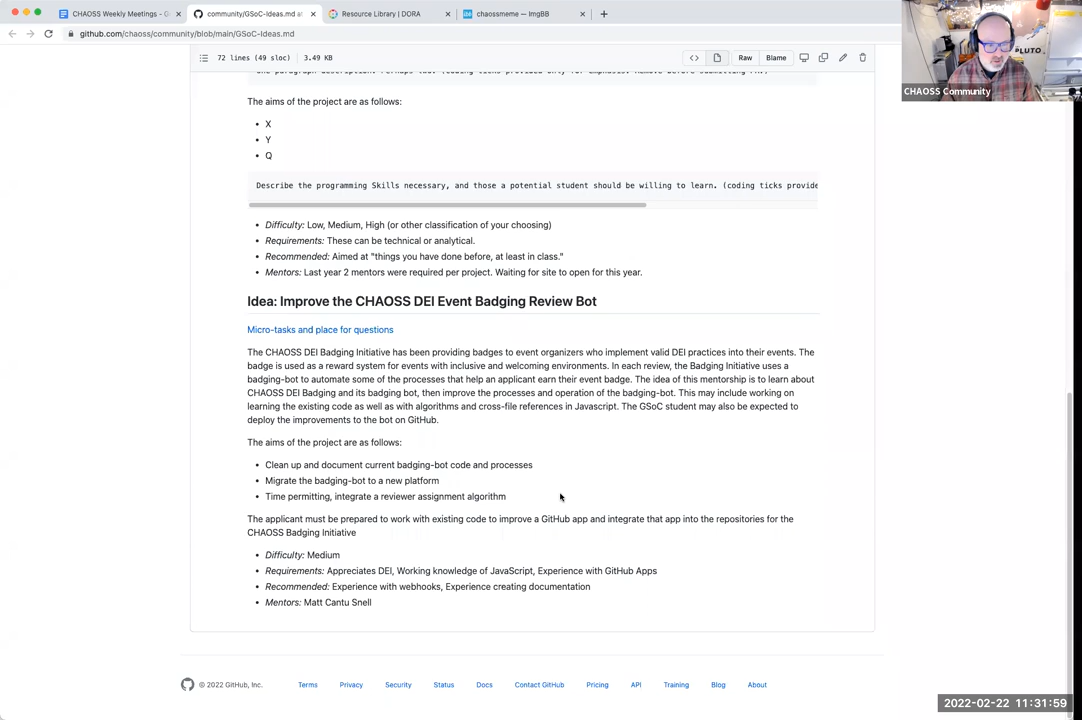 CHAOSS Weekly Meetings - G
community/GSoC-Ideas.md at
Resource Library | DORA
chaossmeme — ImgBB
github.com/chaoss/community/blob/main/GSoC-Ideas.md
72 lines (49 sloc) 3.49 KB
Raw
Blame
PLUTO
CHAOSS Community
The aims of the project are as follows:
X
Y
Q
Describe the programming Skills necessary, and those a potential student should be willing to learn. (coding ticks provide
Difficulty: Low, Medium, High (or other classification of your choosing)
Requirements: These can be technical or analytical.
Recommended: Aimed at "things you have done before, at least in class."
Mentors: Last year 2 mentors were required per project. Waiting for site to open for this year.
Idea: Improve the CHAOSS DEI Event Badging Review Bot
Micro-tasks and place for questions
The CHAOSS DEI Badging Initiative has been providing badges to event organizers who implement valid DEI practices into their events. The
badge is used as a reward system for events with inclusive and welcoming environments. In each review, the Badging Initiative uses a
badging-bot to automate some of the processes that help an applicant earn their event badge. The idea of this mentorship is to learn about
CHAOSS DEI Badging and its badging bot, then improve the processes and operation of the badging-bot. This may include working on
learning the existing code as well as with algorithms and cross-file references in Javascript. The GSoC student may also be expected to
deploy the improvements to the bot on GitHub.
The aims of the project are as follows:
Clean up and document current badging-bot code and processes
Migrate the badging-bot to a new platform
Time permitting, integrate a reviewer assignment algorithm
The applicant must be prepared to work with existing code to improve a GitHub app and integrate that app into the repositories for the
CHAOSS Badging Initiative
Difficulty: Medium
Requirements: Appreciates DEI, Working knowledge of JavaScript, Experience with GitHub Apps
Recommended: Experience with webhooks, Experience creating documentation
Mentors: Matt Cantu Snell
© 2022 GitHub, Inc.
Terms
Privacy
Security
Status
Docs
Contact GitHub
Pricing
API
Training
Blog
About
2022-02-22 11:31:59